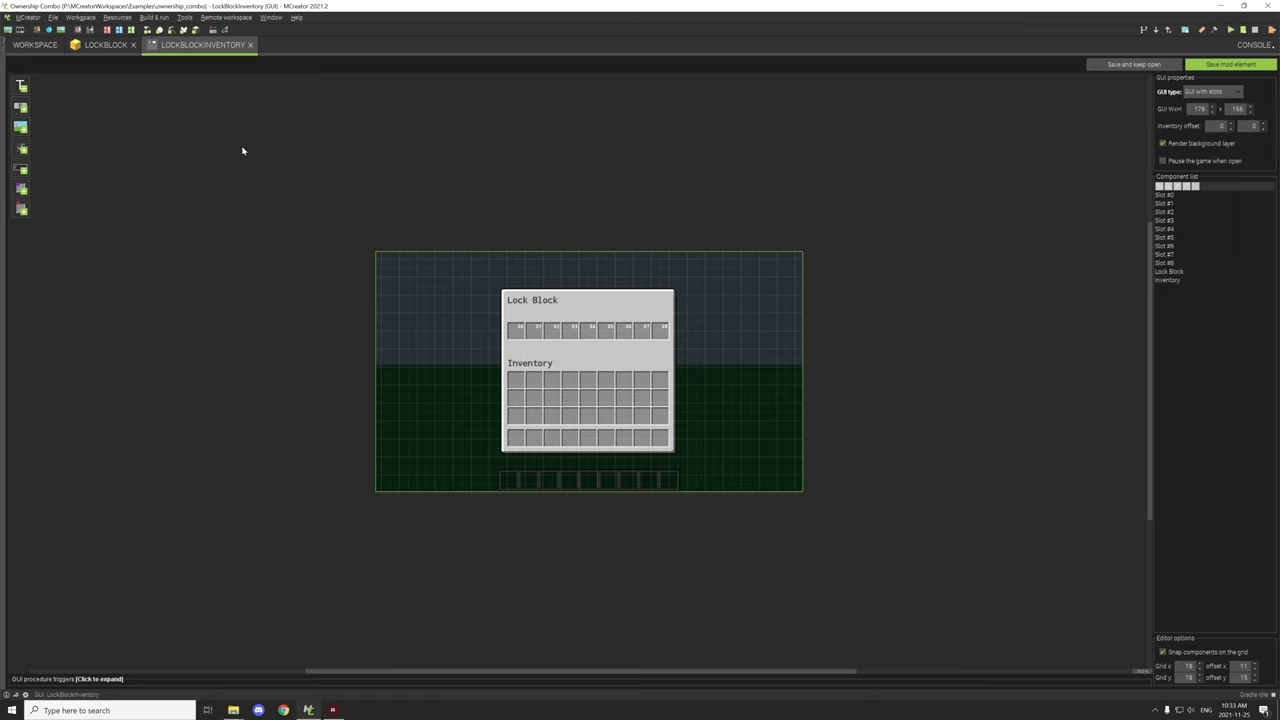 Ownership Combo [P:\MCreatorWorkspaces\Examples\ownership_combo] - LockBlockInventory (GUI) - MCreator 2021.2
MCreator File Workspace Resources Build & run Tools Remote workspace Window Help
WORKSPACE LOCKBLOCK LOCKBLOCKINVENTORY CONSOLE
Save and keep open Save mod element
GUI properties
GUI type: GUI with slots
GUI WxH: 176 x 166
Inventory offset: 0 0
Render background layer
Pause the game when open
Component list
Slot #0
Slot #1
Slot #2
Slot #3
Slot #4
Slot #5
Slot #6
Slot #7
Slot #8
Lock Block
Inventory
Lock Block
Inventory
Editor options
Snap components on the grid
Grid x: 18 offset x: 11
Grid y: 18 offset y: 15
GUI procedure triggers [Click to expand]
GUI: LockBlockInventory Gradle idle
Type here to search
ENG
10:33 AM
2021-11-25